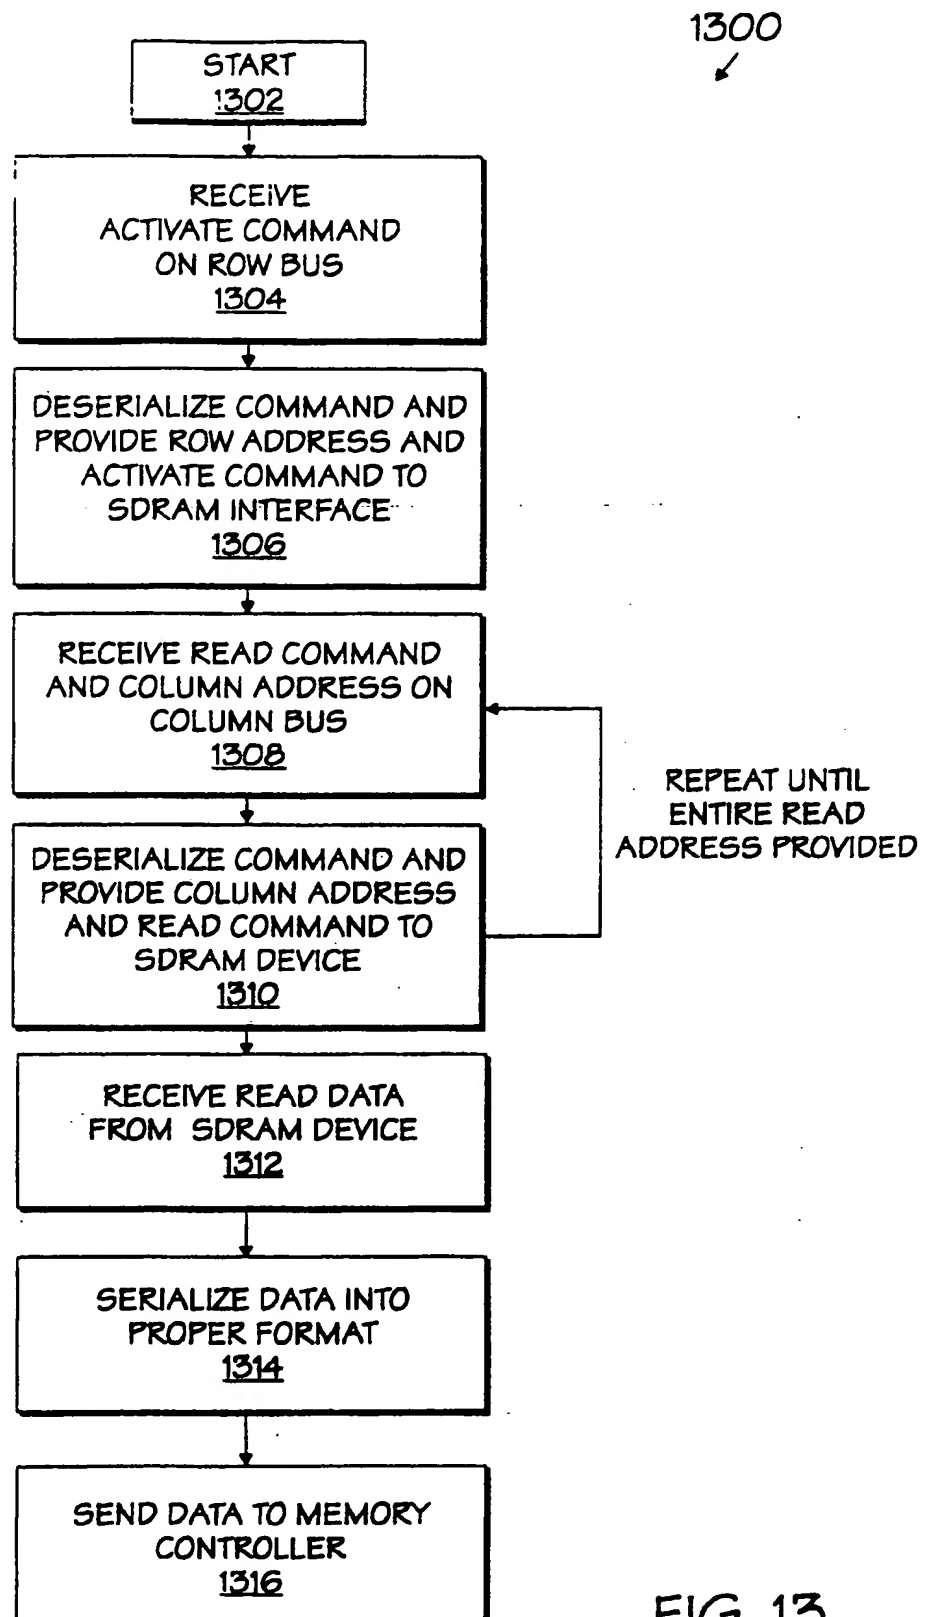 1300
START
1302
RECEIVE
ACTIVATE COMMAND
ON ROW BUS
1304
DESERIALIZE COMMAND AND
PROVIDE ROW ADDRESS AND
ACTIVATE COMMAND TO
SDRAM INTERFACE
1306
RECEIVE READ COMMAND
AND COLUMN ADDRESS ON
COLUMN BUS
1308
REPEAT UNTIL
ENTIRE READ
ADDRESS PROVIDED
DESERIALIZE COMMAND AND
PROVIDE COLUMN ADDRESS
AND READ COMMAND TO
SDRAM DEVICE
1310
RECEIVE READ DATA
FROM SDRAM DEVICE
1312
SERIALIZE DATA INTO
PROPER FORMAT
1314
SEND DATA TO MEMORY
CONTROLLER
1316
FIG. 13